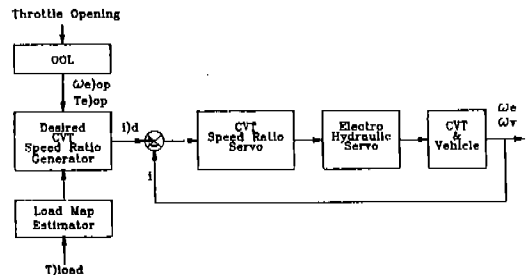 Throttle Opening
OOL
ωe)op
Te)op
Desired
CVT
Speed Ratio
Generator
i)d
i
CVT
Speed Ratio
Servo
Electro
Hydraulic
Servo
CVT
&
Vehicle
ωe
ωv
Load Map
Estimator
T)load